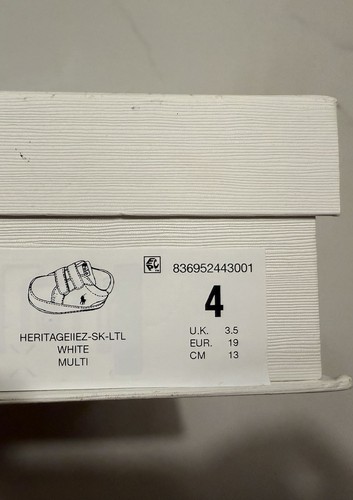 836952443001
4
U.K. 3.5
EUR. 19
CM 13
HERITAGEIIEZ-SK-LTL
WHITE
MULTI